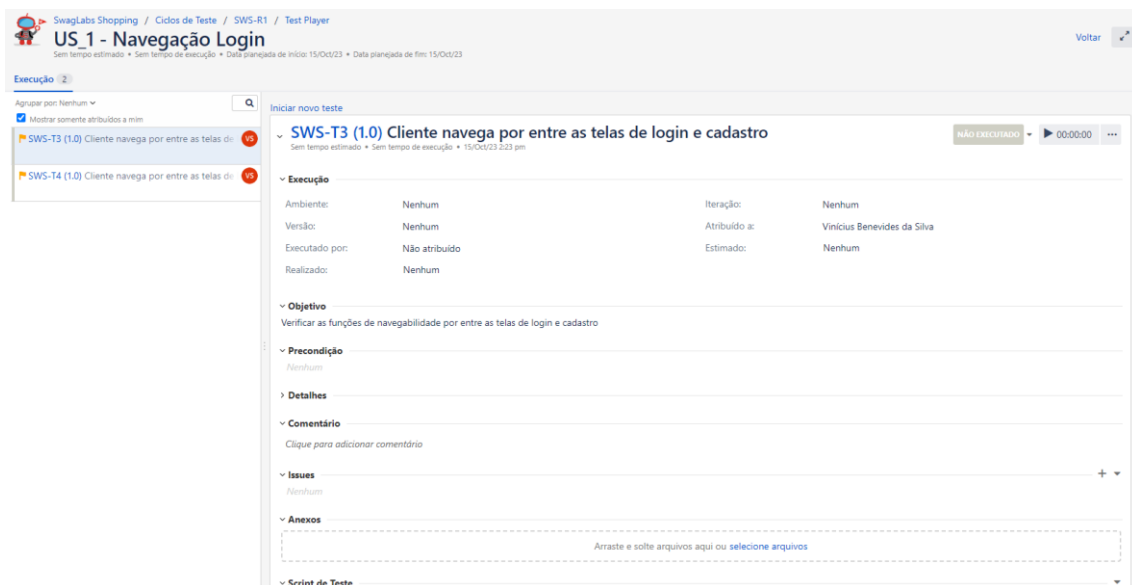 SwagLabs Shopping / Ciclos de Teste / SWS-R1 / Test Player
US_1 - Navegação Login
Sem tempo estimado • Sem tempo de execução • Data planejada de início: 15/Oct/23 • Data planejada de fim: 15/Oct/23
Voltar
Execução 2
Agrupar por: Nenhum
Mostrar somente atribuídos a mim
SWS-T3 (1.0) Cliente navega por entre as telas de
VS
SWS-T4 (1.0) Cliente navega por entre as telas de
VS
Iniciar novo teste
SWS-T3 (1.0) Cliente navega por entre as telas de login e cadastro
Sem tempo estimado • Sem tempo de execução • 15/Oct/23 2:23 pm
NÃO EXECUTADO
00:00:00 ...
Execução
Ambiente: Nenhum Iteração: Nenhum
Versão: Nenhum Atribuído a: Vinícius Benevides da Silva
Executado por: Não atribuído Estimado: Nenhum
Realizado: Nenhum
Objetivo
Verificar as funções de navegabilidade por entre as telas de login e cadastro
Precondição
Nenhum
Detalhes
Comentário
Clique para adicionar comentário
Issues
Nenhum
Anexos
Arraste e solte arquivos aqui ou selecione arquivos
Script de Teste